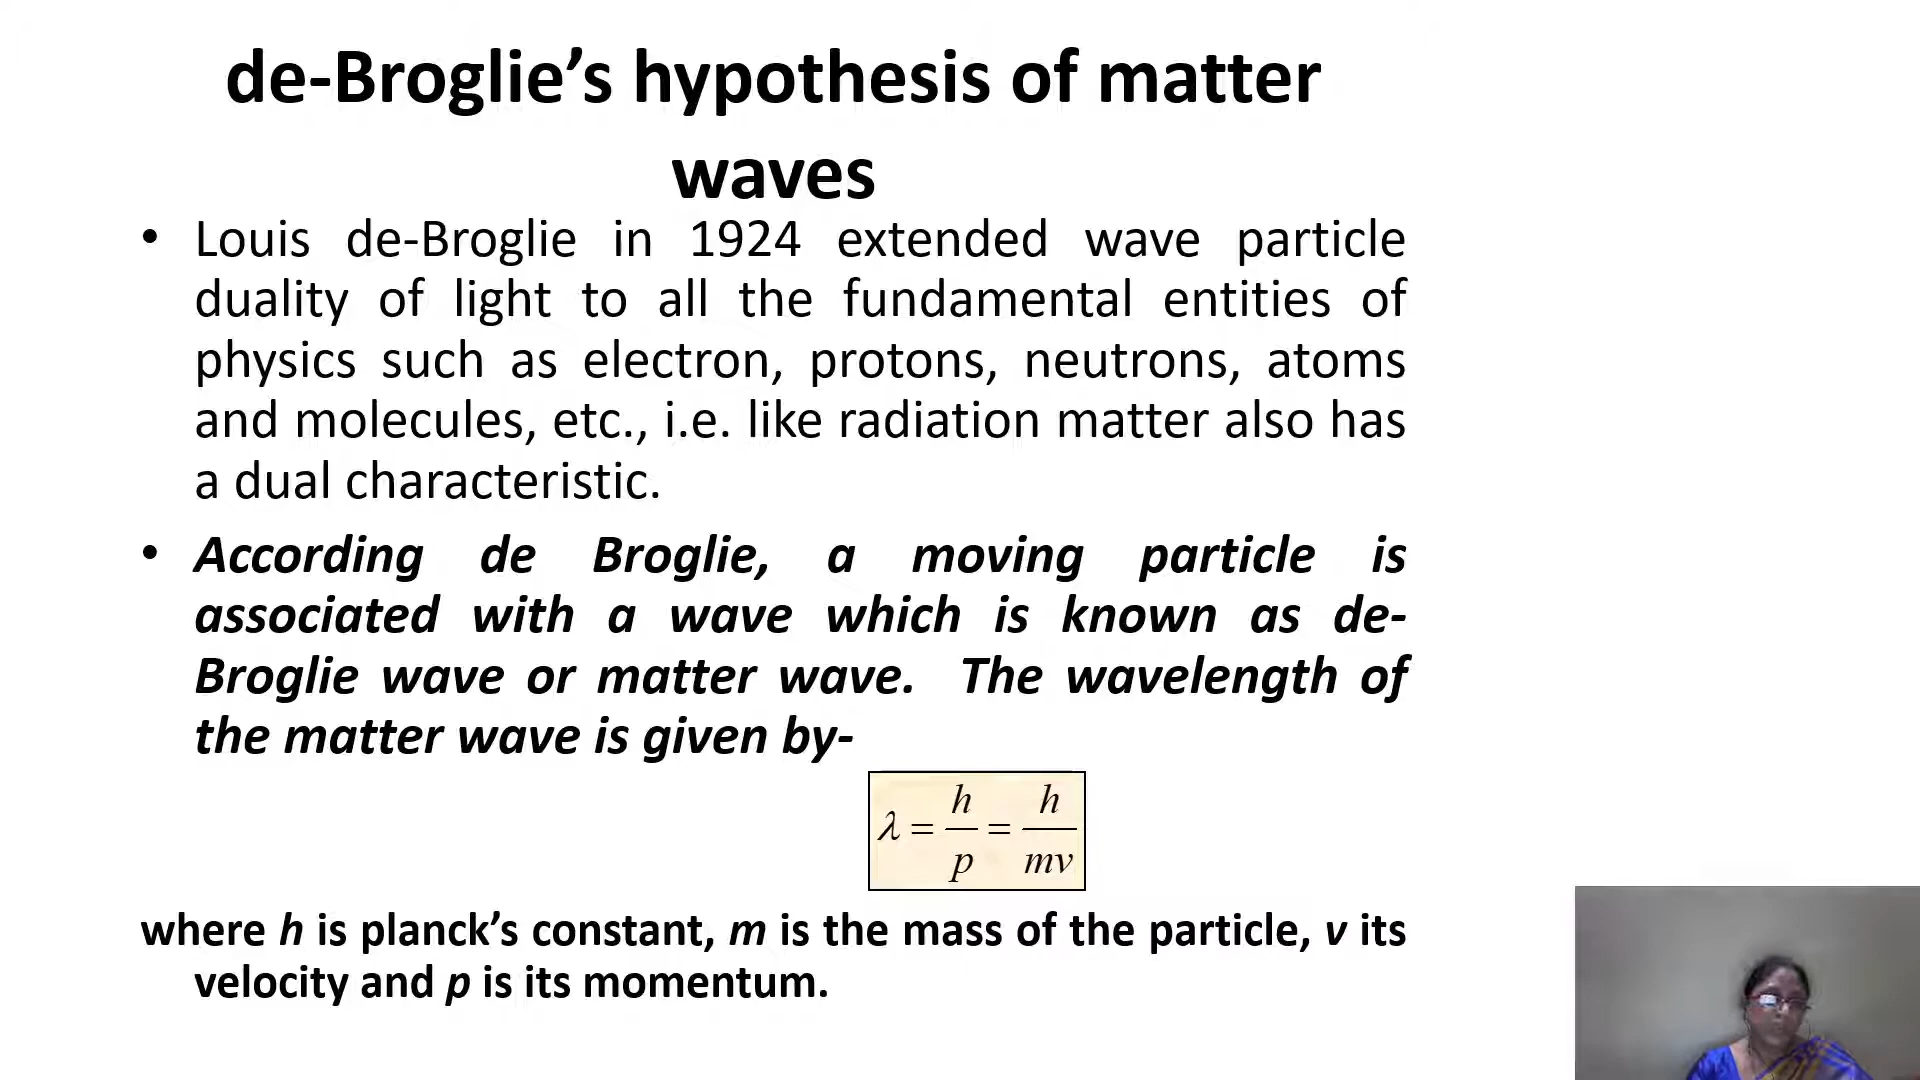 de-Broglie’s hypothesis of matter
waves
• Louis de-Broglie in 1924 extended wave particle
duality of light to all the fundamental entities of
physics such as electron, protons, neutrons, atoms
and molecules, etc., i.e. like radiation matter also has
a dual characteristic.
• According de Broglie, a moving particle is
associated with a wave which is known as de-
Broglie wave or matter wave. The wavelength of
the matter wave is given by-
λ = h/p = h/mv
where h is planck’s constant, m is the mass of the particle, v its
velocity and p is its momentum.